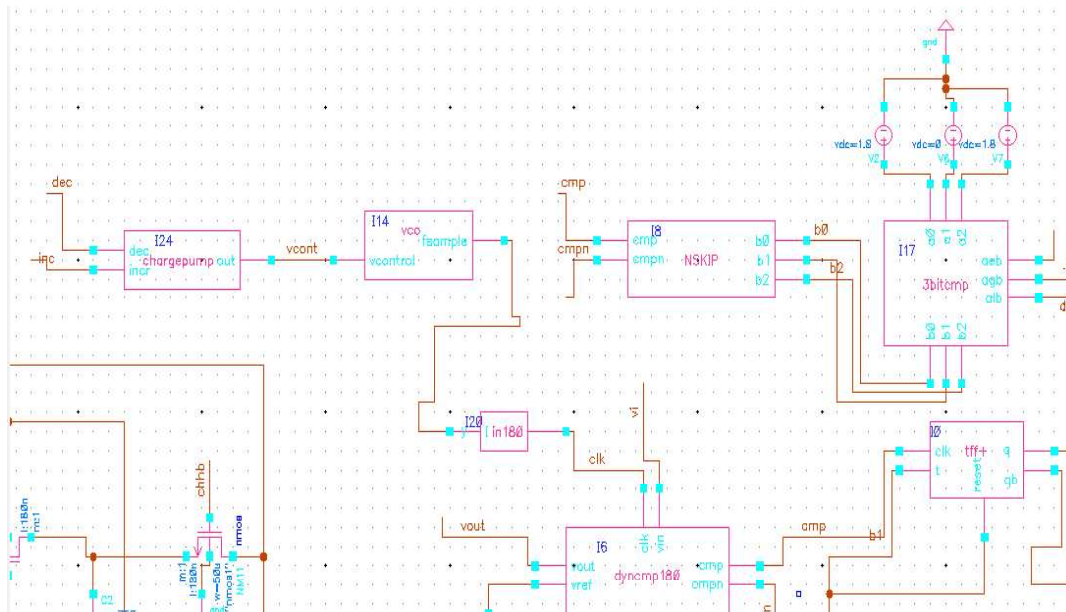 gnd
vdc=1.8
V2
vdc=0
V6
vdc=1.8
V7
dec
inc
I24
dec
incr
chargepump
out
vcont
I14
vco
fsample
vcontrol
cmp
cmpn
I8
cmp
cmpn
NSKIP
b0
b1
b2
b0
b2
I17
a0
a1
a2
3bitcmp
aeb
agb
alb
b0
b1
b2
I20
y
in180
clk
vi
I0
clk
tff+
q
t
qb
reset
chhb
nmos
l:180n
m:1
m:1
l:180n
w=50u
nmos1n
NM11
vout
I6
clk
vin
vout
vref
dyncmp180
cmp
cmpn
b1